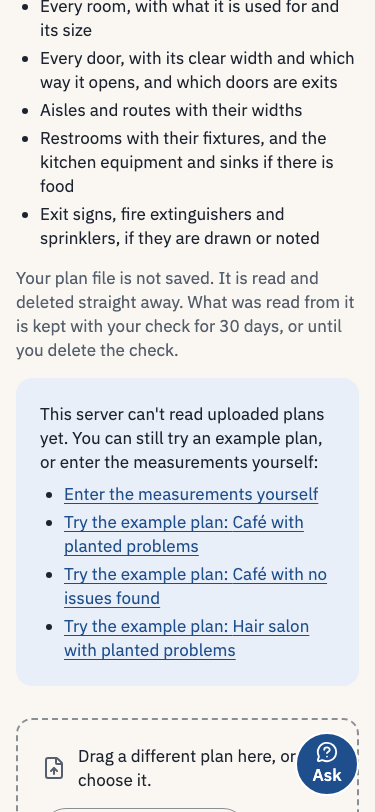 Every room, with what it is used for and
its size
Every door, with its clear width and which
way it opens, and which doors are exits
Aisles and routes with their widths
Restrooms with their fixtures, and the
kitchen equipment and sinks if there is
food
Exit signs, fire extinguishers and
sprinklers, if they are drawn or noted
Your plan file is not saved. It is read and
deleted straight away. What was read from it
is kept with your check for 30 days, or until
you delete the check.
This server can't read uploaded plans
yet. You can still try an example plan,
or enter the measurements yourself:
Enter the measurements yourself
Try the example plan: Café with
planted problems
Try the example plan: Café with no
issues found
Try the example plan: Hair salon
with planted problems
Drag a different plan here, or
choose it.
Ask